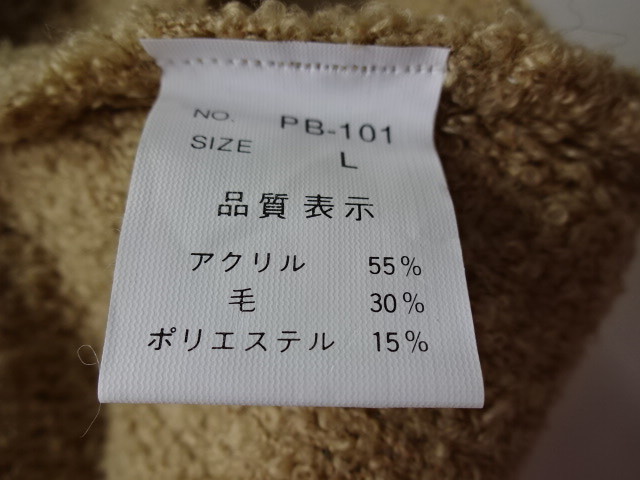 NO. PB-101
SIZE L
品質表示
アクリル 55%
毛 30%
ポリエステル 15%